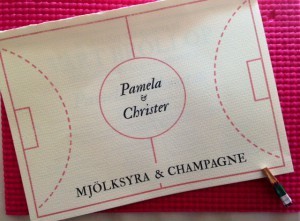 Pamela
&
Christer
MJÖLKSYRA & CHAMPAGNE